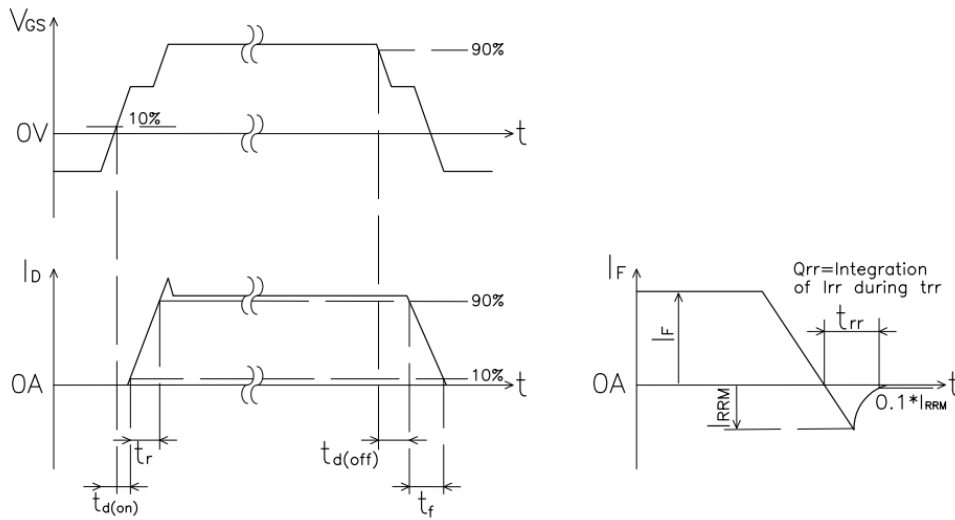 VGS
90%
10%
0V
t
ID
90%
10%
0A
t
tr
td(on)
td(off)
tf
IF
Qrr=Integration
of Irr during trr
trr
IF
0A
t
IRRM
0.1*IRRM